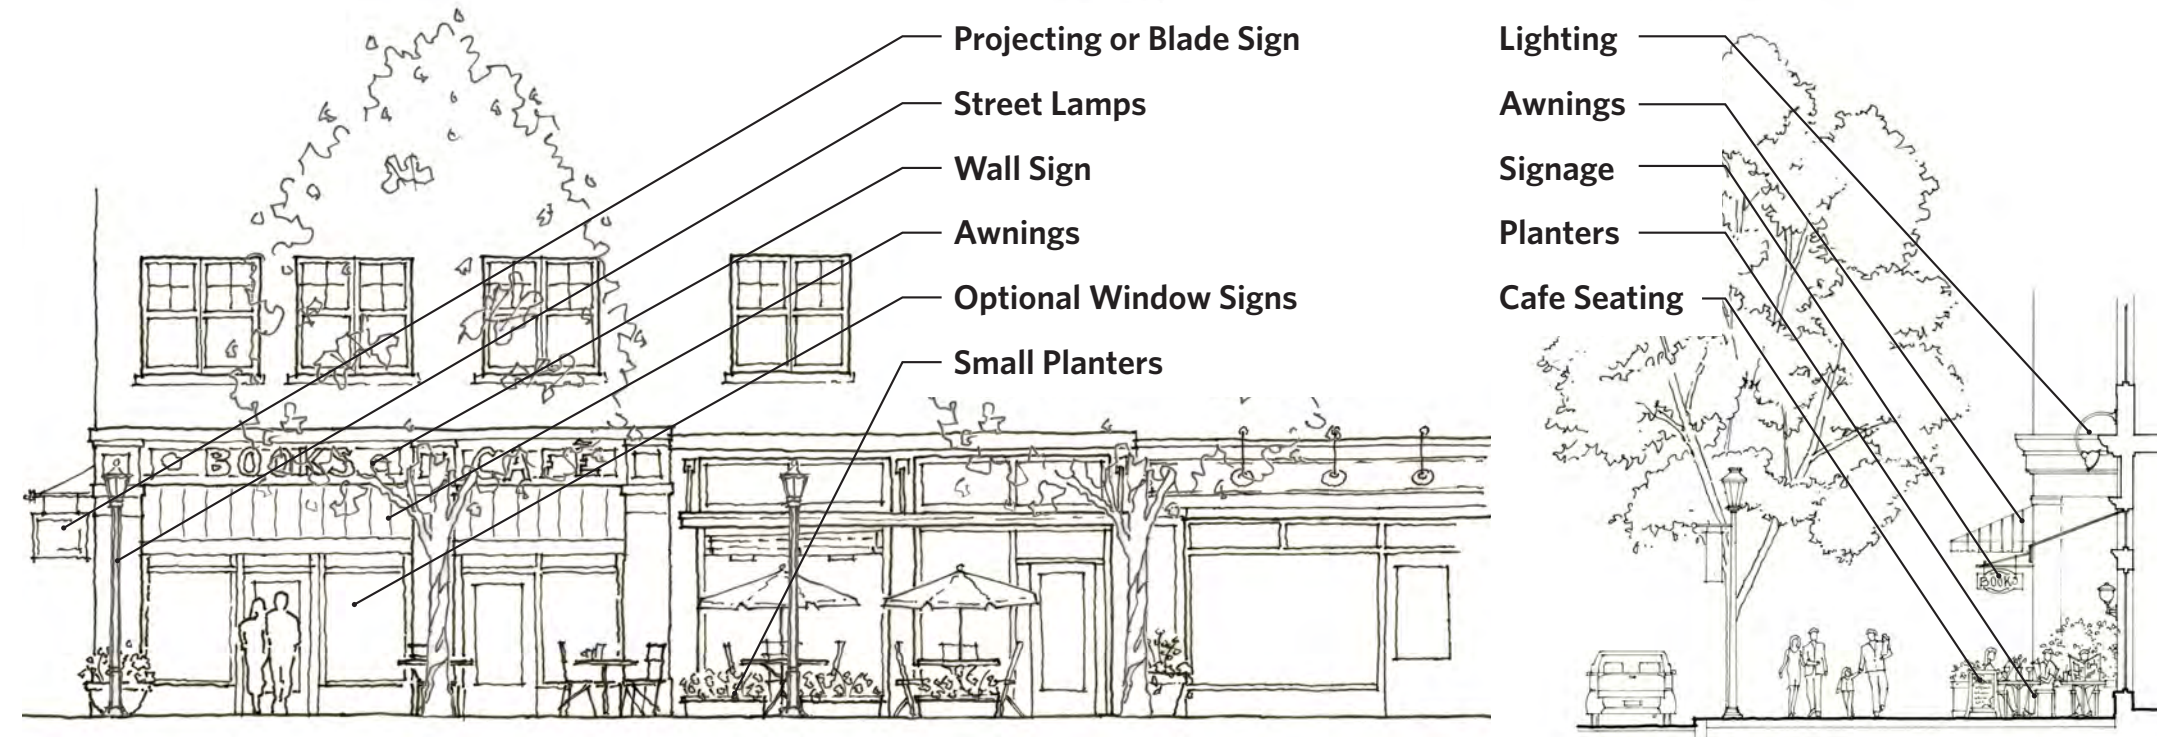 Projecting or Blade Sign
Street Lamps
Wall Sign
Awnings
Optional Window Signs
Small Planters
BOOKS
CAFE
Lighting
Awnings
Signage
Planters
Cafe Seating
BOOKS